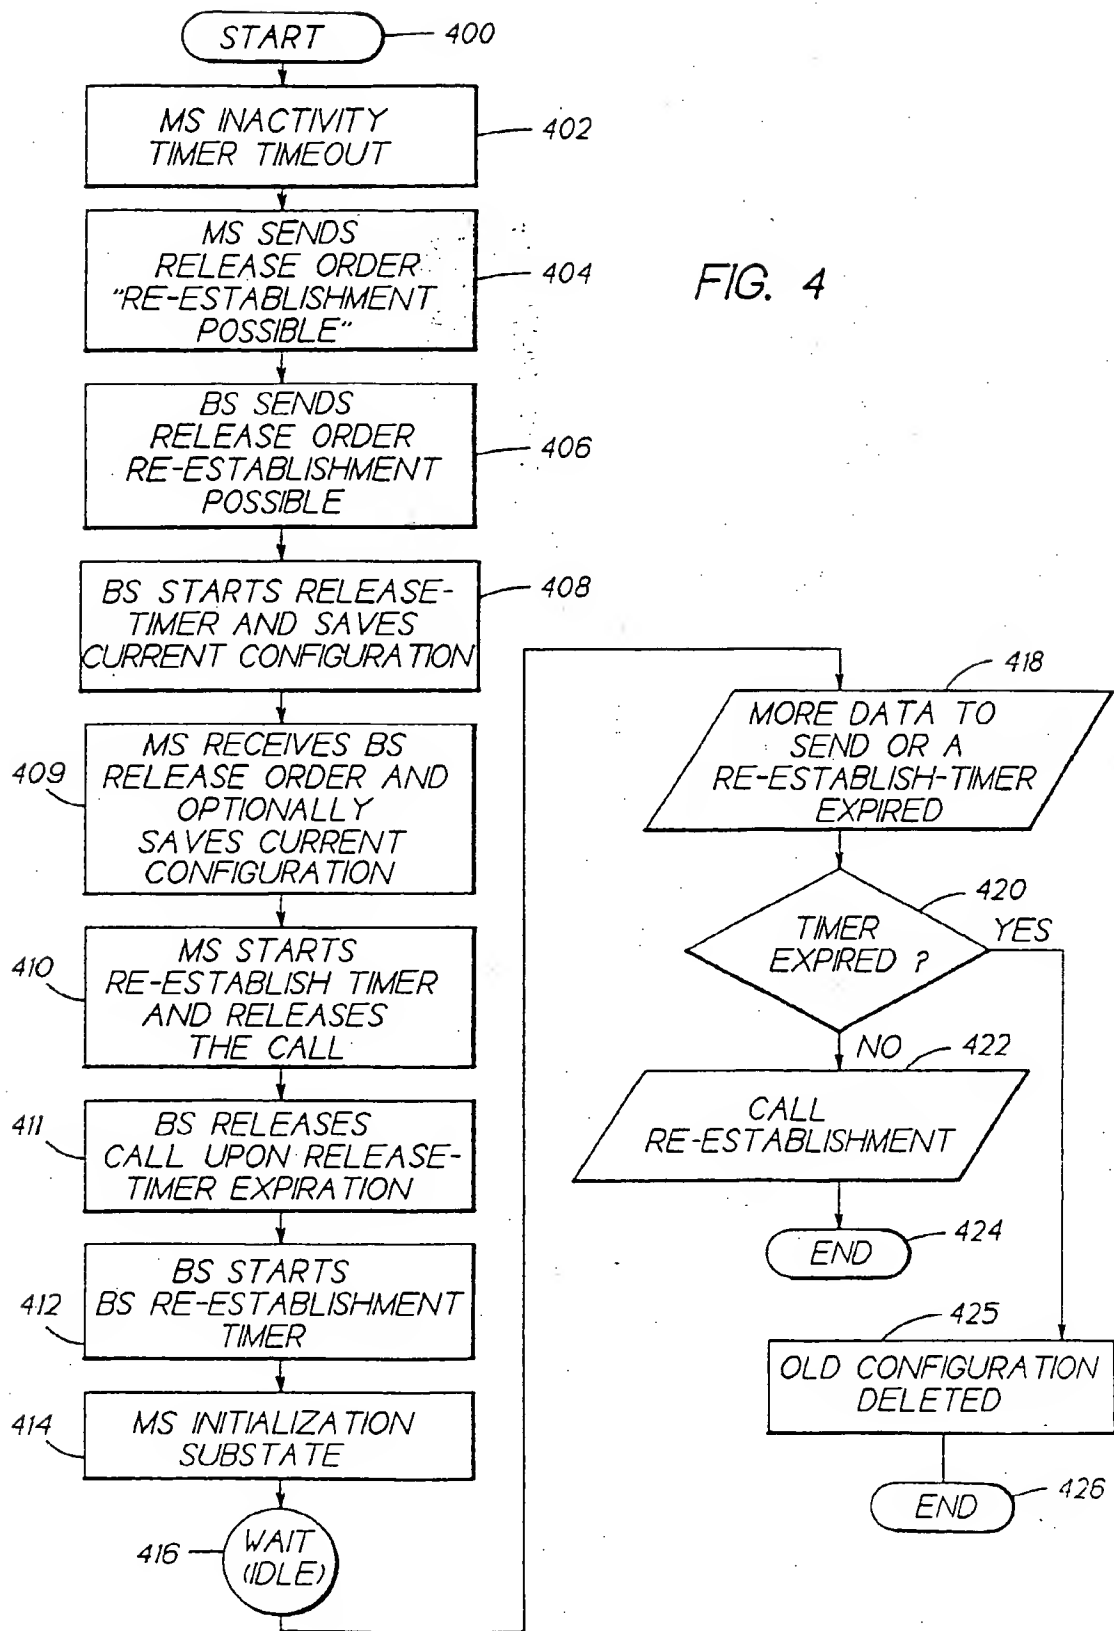 START
400
MS INACTIVITY
TIMER TIMEOUT
402
MS SENDS
RELEASE ORDER
"RE-ESTABLISHMENT
POSSIBLE"
404
FIG. 4
BS SENDS
RELEASE ORDER
RE-ESTABLISHMENT
POSSIBLE
406
BS STARTS RELEASE-
TIMER AND SAVES
CURRENT CONFIGURATION
408
409
MS RECEIVES BS
RELEASE ORDER AND
OPTIONALLY
SAVES CURRENT
CONFIGURATION
410
MS STARTS
RE-ESTABLISH TIMER
AND RELEASES
THE CALL
411
BS RELEASES
CALL UPON RELEASE-
TIMER EXPIRATION
412
BS STARTS
BS RE-ESTABLISHMENT
TIMER
414
MS INITIALIZATION
SUBSTATE
416
WAIT
(IDLE)
418
MORE DATA TO
SEND OR A
RE-ESTABLISH-TIMER
EXPIRED
420
TIMER
EXPIRED ?
YES
NO
422
CALL
RE-ESTABLISHMENT
END
424
425
OLD CONFIGURATION
DELETED
END
426